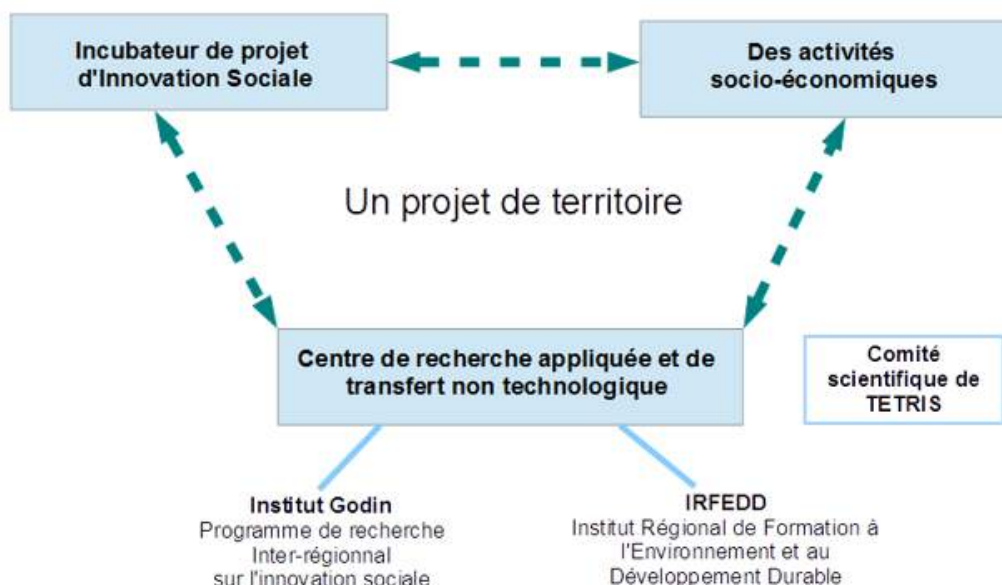 Incubateur de projet
d'Innovation Sociale
Des activités
socio-économiques
Un projet de territoire
Centre de recherche appliquée et de
transfert non technologique
Comité
scientifique de
TETRIS
Institut Godin
Programme de recherche
Inter-régionnal
sur l'innovation sociale
IRFEDD
Institut Régional de Formation à
l'Environnement et au
Développement Durable